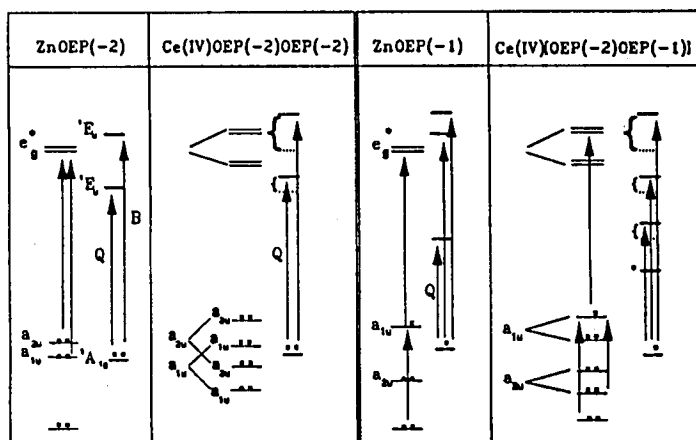 ZnOEP(-2)
Ce(IV)OEP(-2)OEP(-2)
ZnOEP(-1)
Ce(IV)[OEP(-2)OEP(-1)]
e*g
¹Eu
¹Eu
B
Q
a2u
a1u
¹A1g
Q
a2u
a2u
a1u
a1u
a2u
a1u
e*g
Q
a1u
a2u
*
a1u
a2u